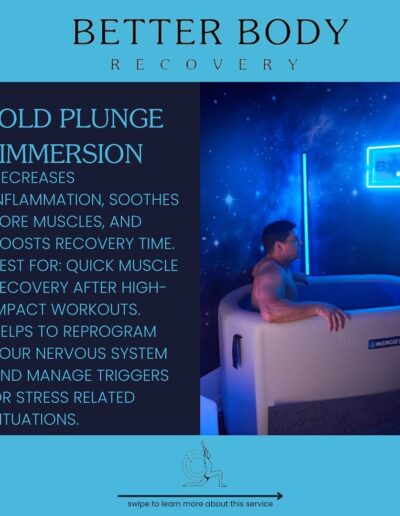 BETTER BODY
RECOVERY
OLD PLUNGE
IMMERSION
ECREASES
NFLAMMATION, SOOTHES
ORE MUSCLES, AND
OOSTS RECOVERY TIME.
EST FOR: QUICK MUSCLE
ECOVERY AFTER HIGH-
MPACT WORKOUTS.
ELPS TO REPROGRAM
OUR NERVOUS SYSTEM
ND MANAGE TRIGGERS
OR STRESS RELATED
ITUATIONS.
swipe to learn more about this service